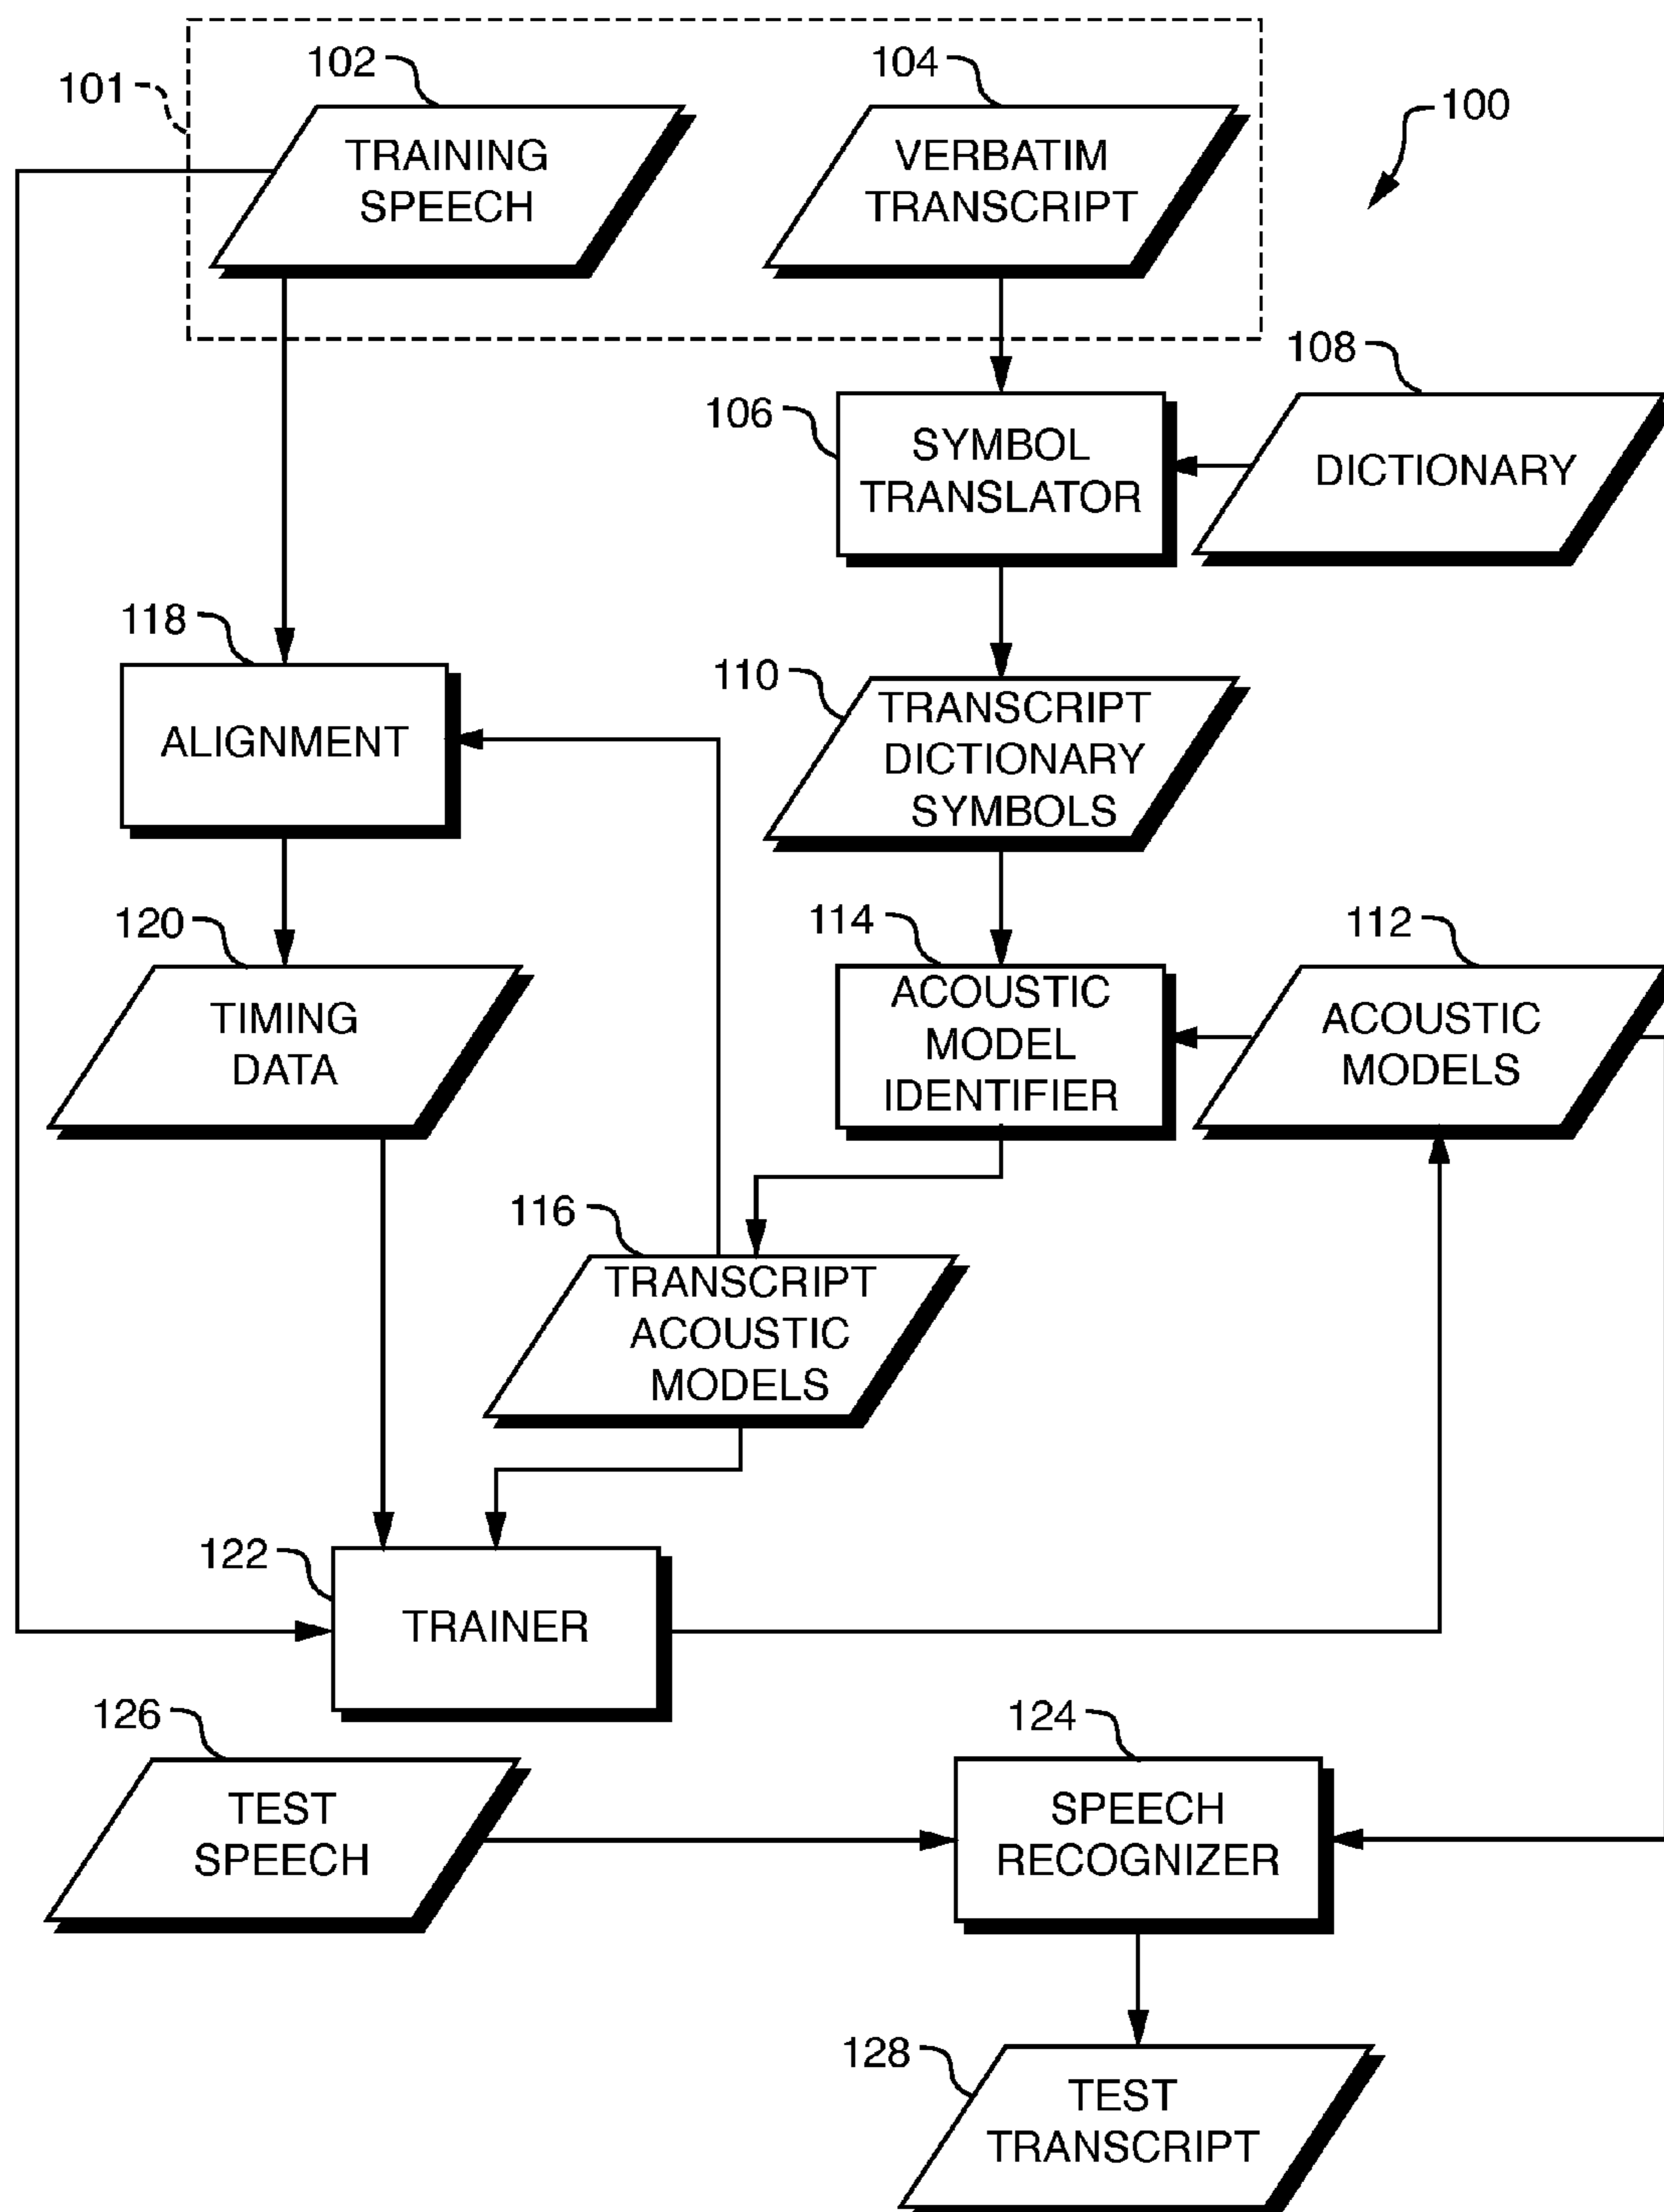 101
102
TRAINING
SPEECH
104
VERBATIM
TRANSCRIPT
100
106
SYMBOL
TRANSLATOR
108
DICTIONARY
118
ALIGNMENT
110
TRANSCRIPT
DICTIONARY
SYMBOLS
120
TIMING
DATA
114
ACOUSTIC
MODEL
IDENTIFIER
112
ACOUSTIC
MODELS
116
TRANSCRIPT
ACOUSTIC
MODELS
122
TRAINER
126
TEST
SPEECH
124
SPEECH
RECOGNIZER
128
TEST
TRANSCRIPT